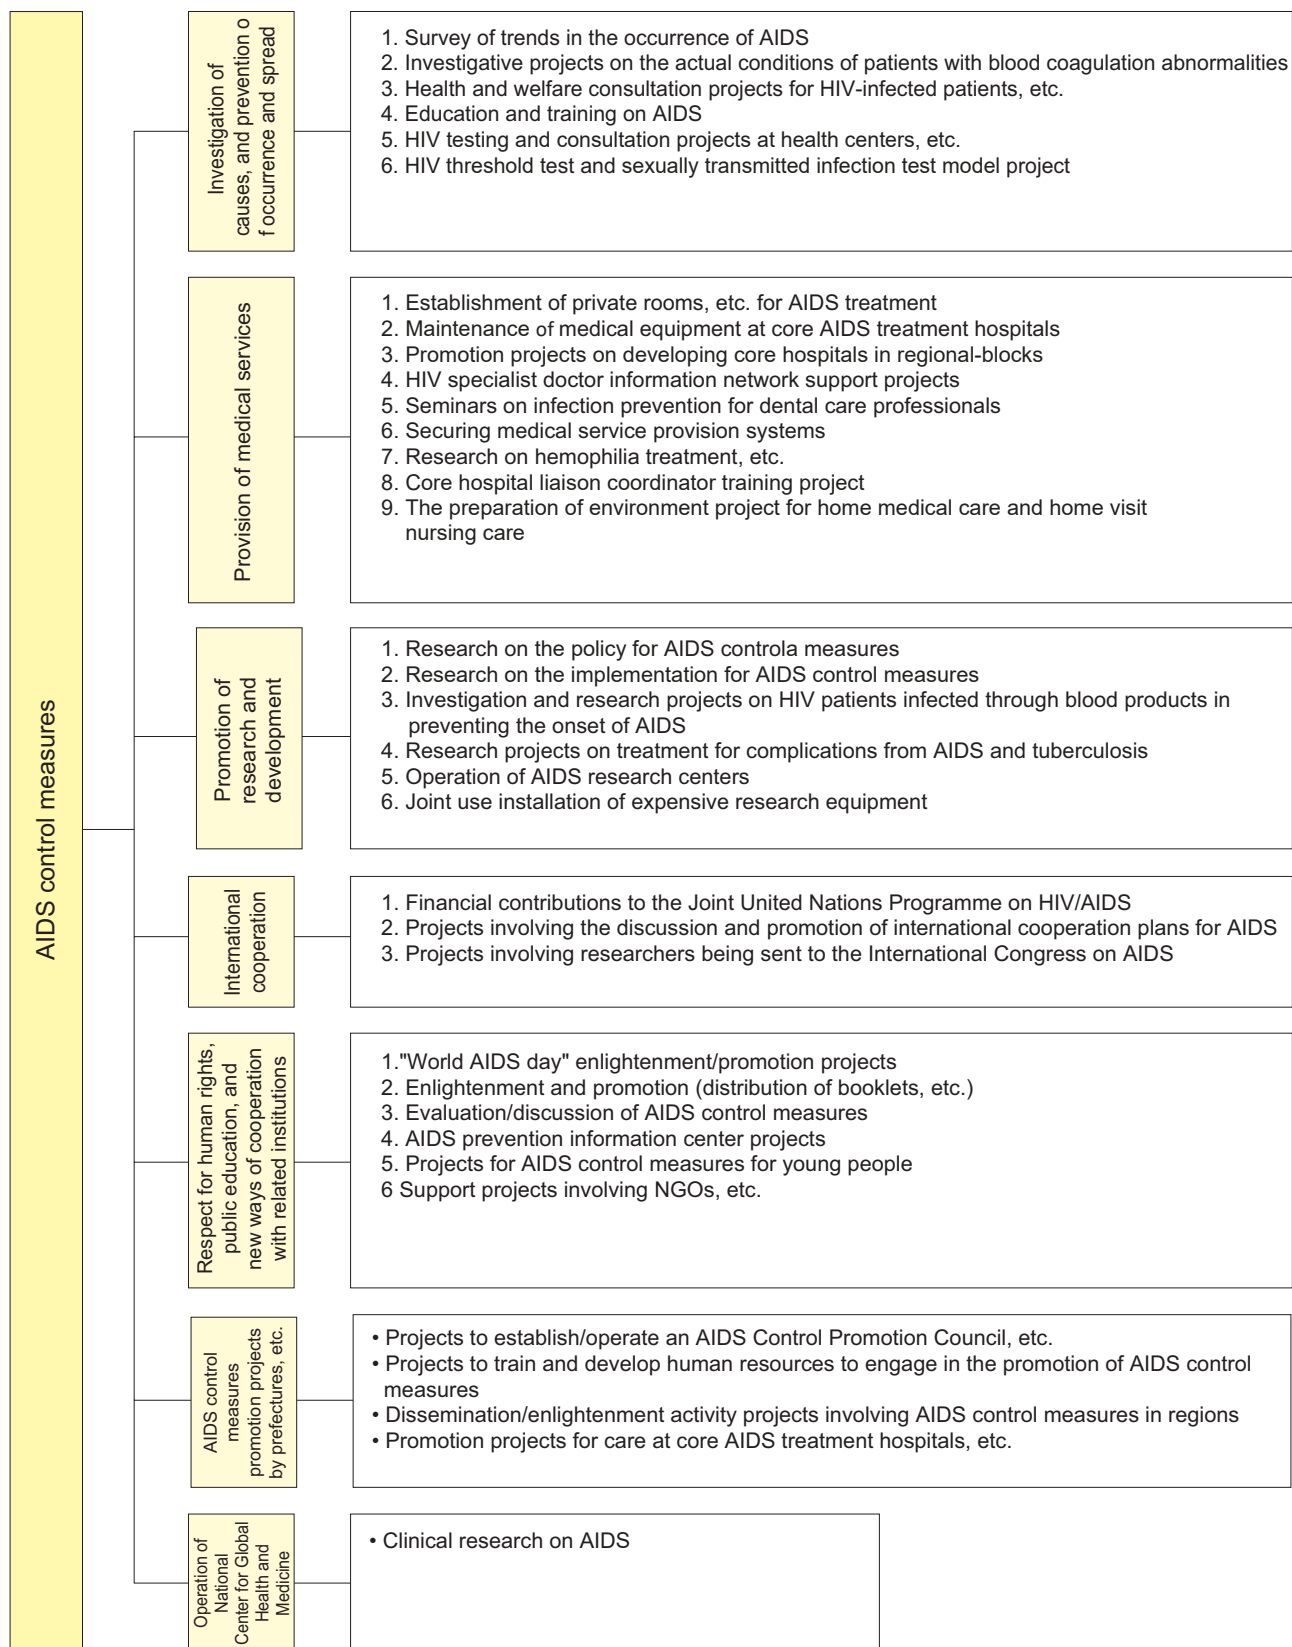 AIDS control measures
Investigation of
causes, and prevention o
f occurrence and spread
1. Survey of trends in the occurrence of AIDS
2. Investigative projects on the actual conditions of patients with blood coagulation abnormalities
3. Health and welfare consultation projects for HIV-infected patients, etc.
4. Education and training on AIDS
5. HIV testing and consultation projects at health centers, etc.
6. HIV threshold test and sexually transmitted infection test model project
Provision of medical services
1. Establishment of private rooms, etc. for AIDS treatment
2. Maintenance of medical equipment at core AIDS treatment hospitals
3. Promotion projects on developing core hospitals in regional-blocks
4. HIV specialist doctor information network support projects
5. Seminars on infection prevention for dental care professionals
6. Securing medical service provision systems
7. Research on hemophilia treatment, etc.
8. Core hospital liaison coordinator training project
9. The preparation of environment project for home medical care and home visit
nursing care
Promotion of
research and
development
1. Research on the policy for AIDS controla measures
2. Research on the implementation for AIDS control measures
3. Investigation and research projects on HIV patients infected through blood products in
preventing the onset of AIDS
4. Research projects on treatment for complications from AIDS and tuberculosis
5. Operation of AIDS research centers
6. Joint use installation of expensive research equipment
International
cooperation
1. Financial contributions to the Joint United Nations Programme on HIV/AIDS
2. Projects involving the discussion and promotion of international cooperation plans for AIDS
3. Projects involving researchers being sent to the International Congress on AIDS
Respect for human rights,
public education, and
new ways of cooperation
with related institutions
1."World AIDS day" enlightenment/promotion projects
2. Enlightenment and promotion (distribution of booklets, etc.)
3. Evaluation/discussion of AIDS control measures
4. AIDS prevention information center projects
5. Projects for AIDS control measures for young people
6 Support projects involving NGOs, etc.
AIDS control
measures
promotion projects
by prefectures, etc.
• Projects to establish/operate an AIDS Control Promotion Council, etc.
• Projects to train and develop human resources to engage in the promotion of AIDS control
measures
• Dissemination/enlightenment activity projects involving AIDS control measures in regions
• Promotion projects for care at core AIDS treatment hospitals, etc.
Operation of
National
Center for Global
Health and
Medicine
• Clinical research on AIDS